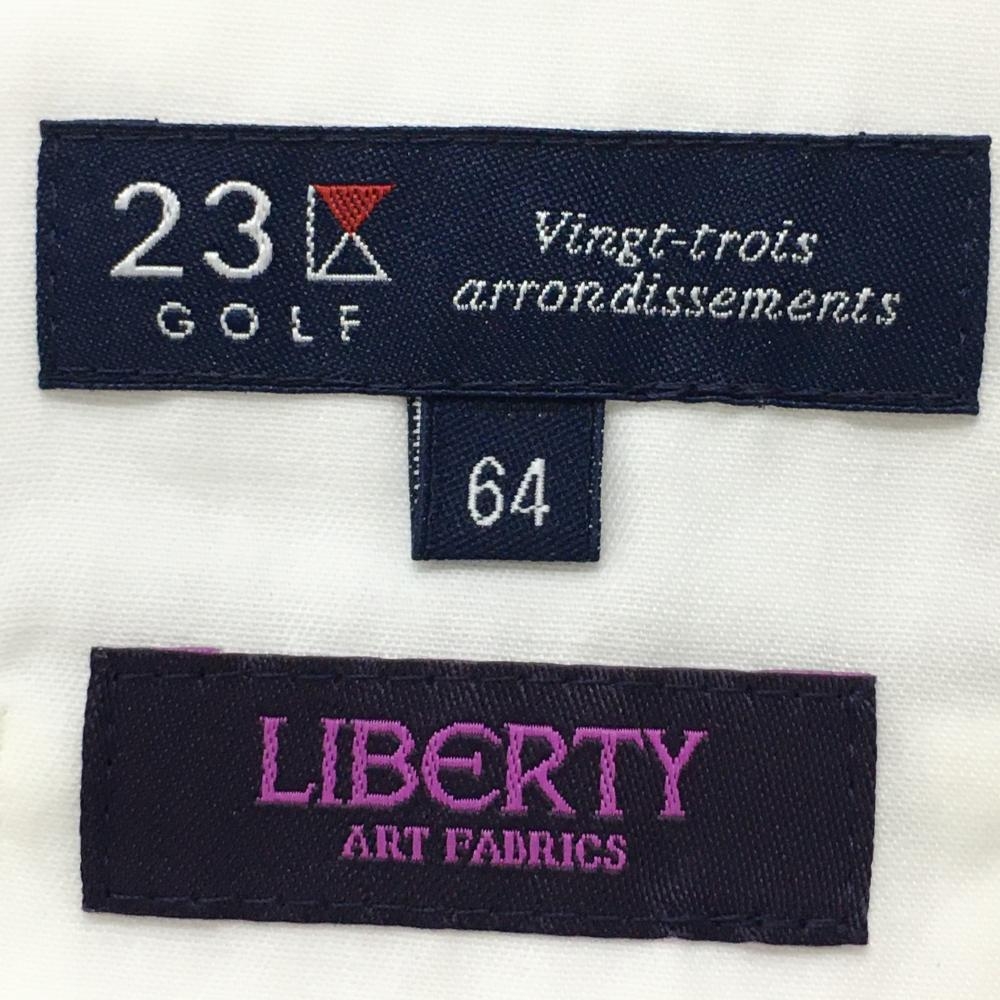 23
GOLF
Vingt-trois
arrondissements
64
LIBERTY
ART FABRICS